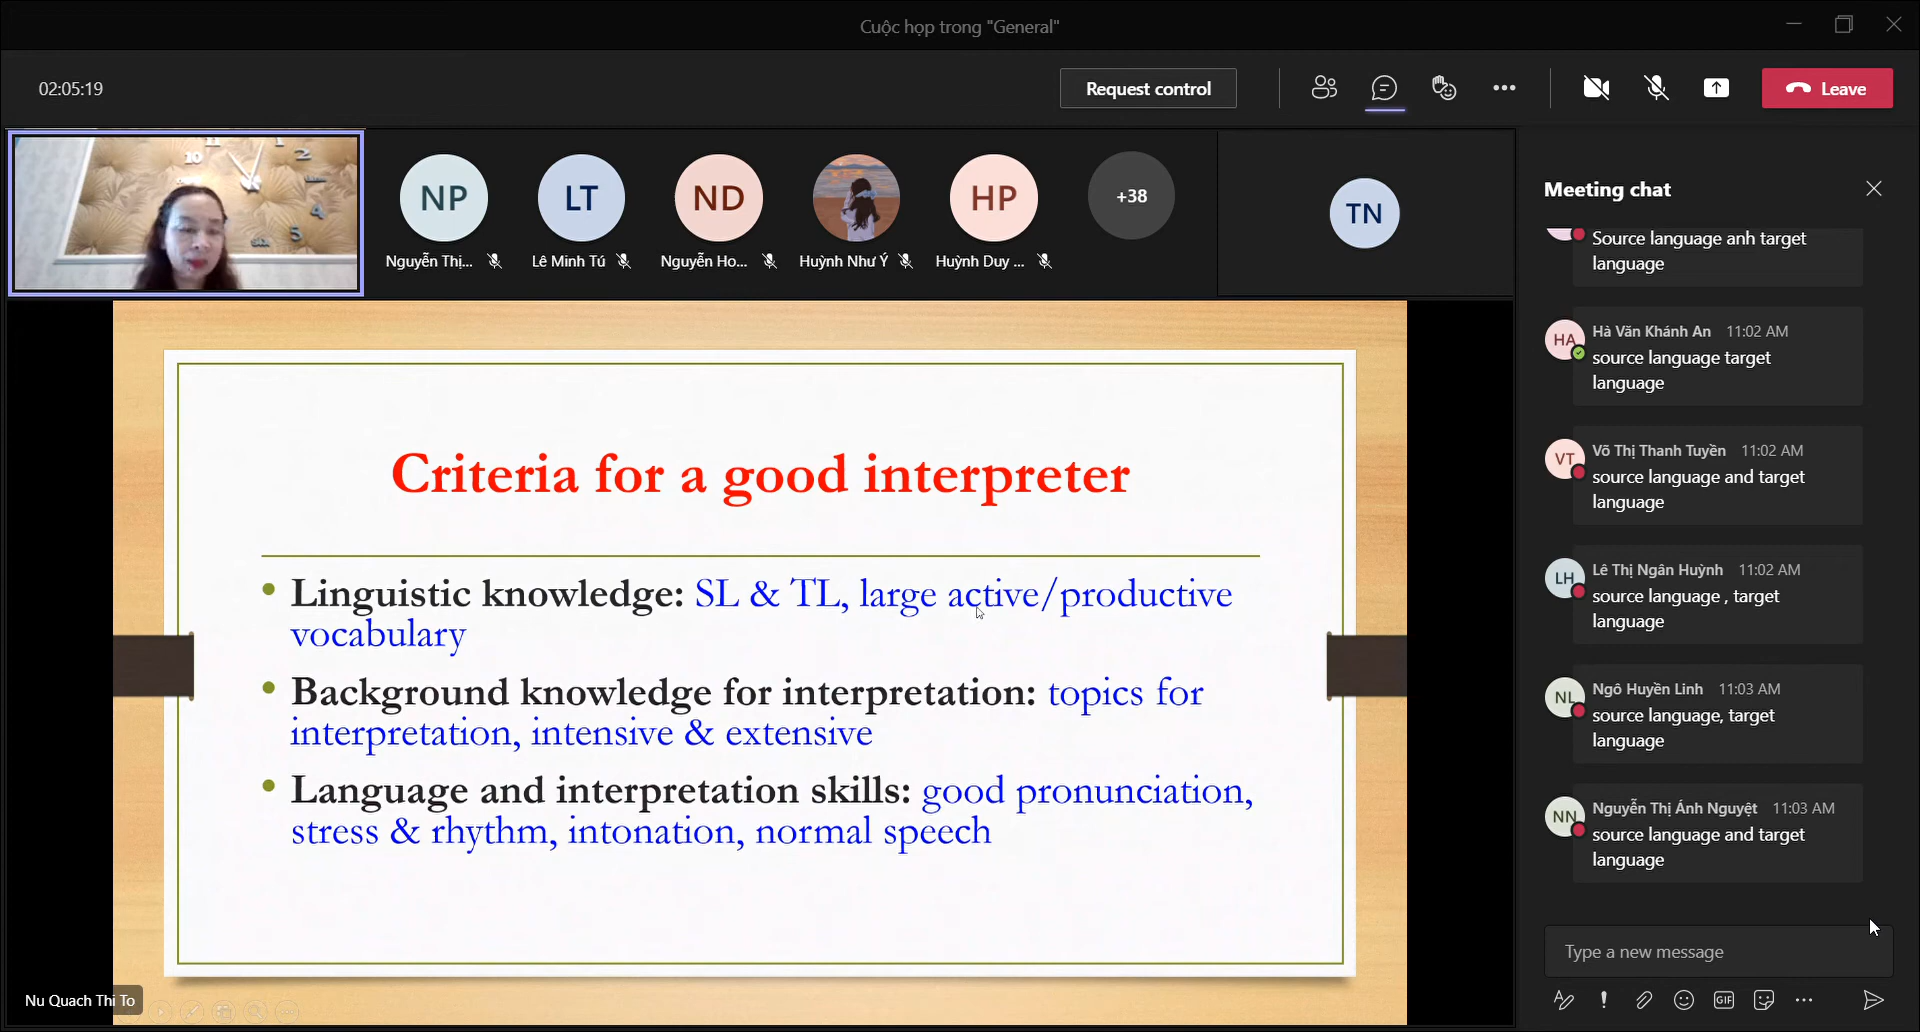 Cuộc họp trong "General"
02:05:19
Request control
Leave
NP
LT
ND
HP
+38
TN
Nguyễn Thị...
Lê Minh Tú
Nguyễn Ho...
Huỳnh Như Ý
Huỳnh Duy ...
10
11
1
2
4
5
Criteria for a good interpreter
• Linguistic knowledge: SL & TL, large active/productive
vocabulary
• Background knowledge for interpretation: topics for
interpretation, intensive & extensive
• Language and interpretation skills: good pronunciation,
stress & rhythm, intonation, normal speech
Nu Quach Thi To
Meeting chat
Source language anh target
language
HA
Hà Văn Khánh An 11:02 AM
source language target
language
VT
Võ Thị Thanh Tuyền 11:02 AM
source language and target
language
LH
Lê Thị Ngân Huỳnh 11:02 AM
source language , target
language
NL
Ngô Huyền Linh 11:03 AM
source language, target
language
NN
Nguyễn Thị Ánh Nguyệt 11:03 AM
source language and target
language
Type a new message
GIF